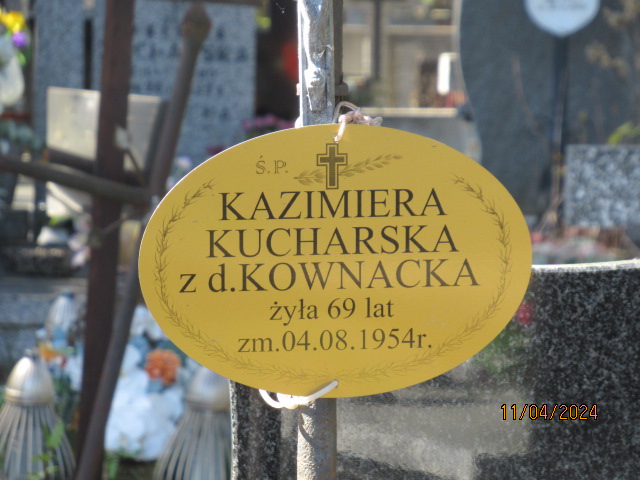 Ś.P.
KAZIMIERA
KUCHARSKA
z d.KOWNACKA
żyła 69 lat
zm.04.08.1954r.
11/04/2024